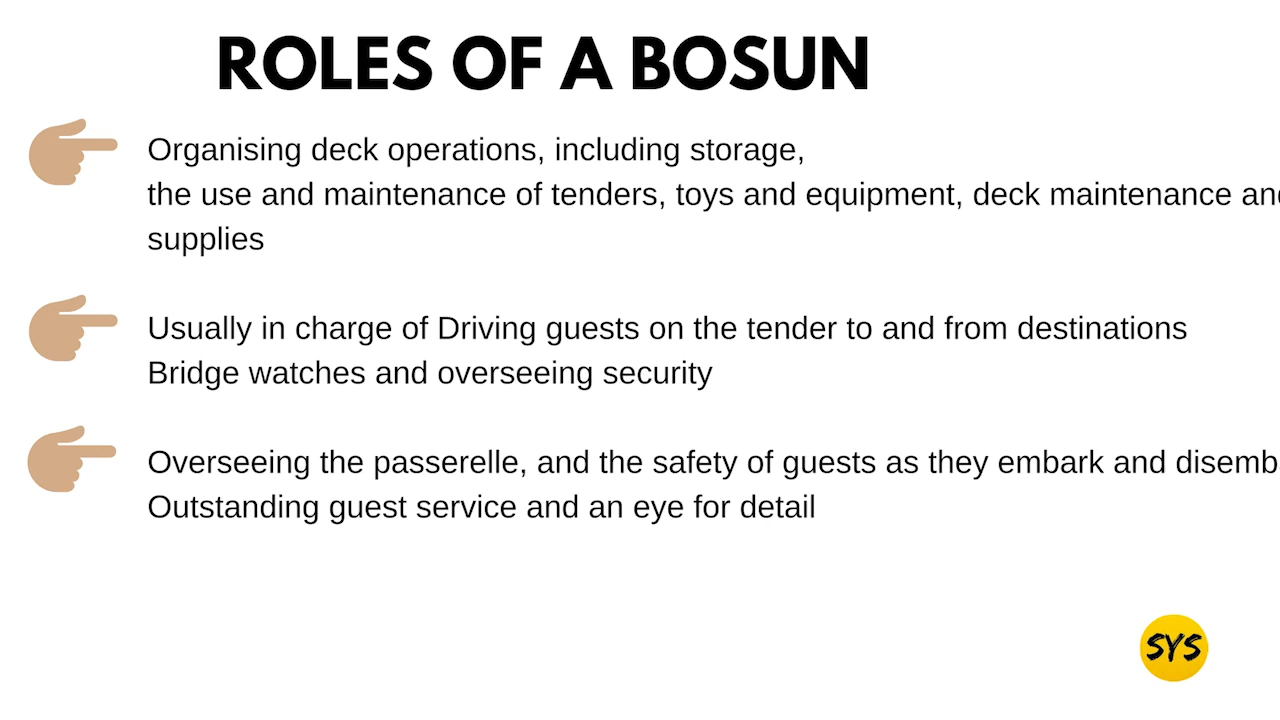 ROLES OF A BOSUN
Organising deck operations, including storage,
the use and maintenance of tenders, toys and equipment, deck maintenance
supplies
Usually in charge of Driving guests on the tender to and from destinations
Bridge watches and overseeing security
Overseeing the passerelle, and the safety of guests as they embark and
Outstanding guest service and an eye for detail
SYS